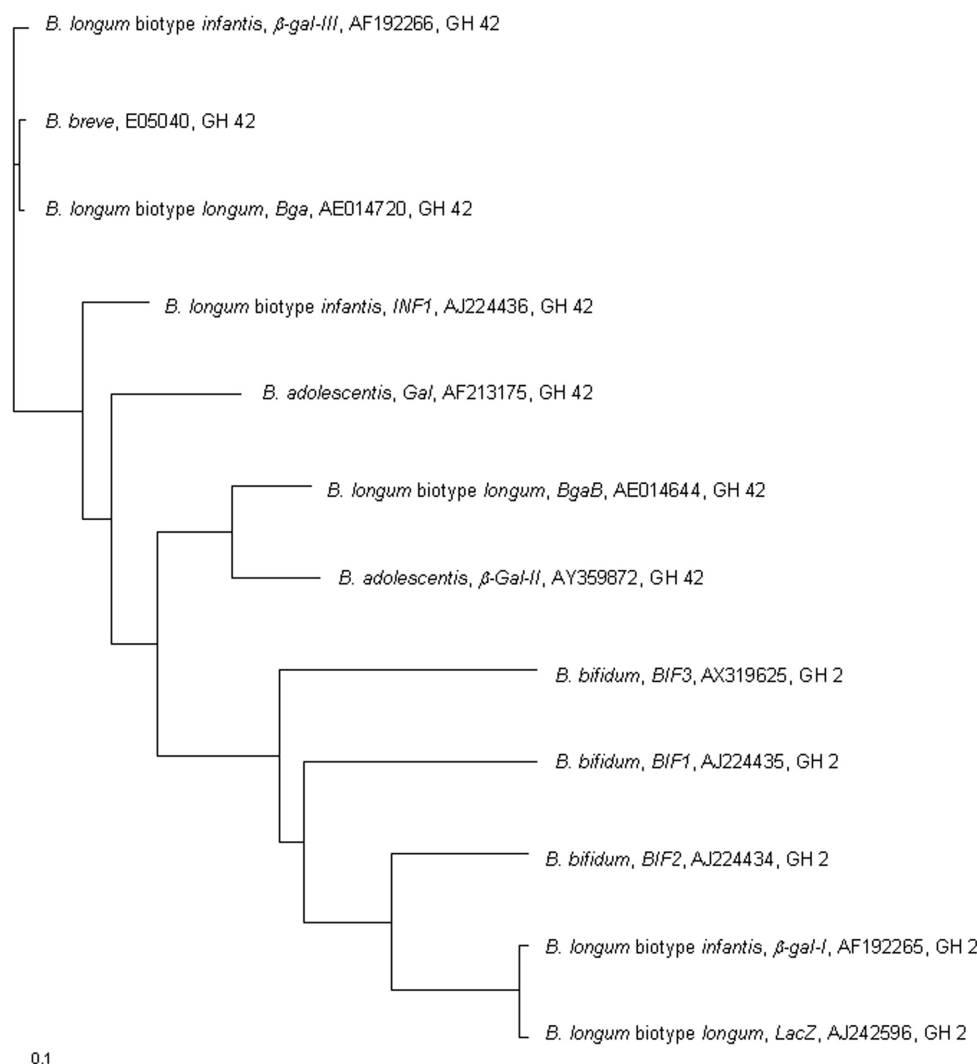 B. longum biotype infantis, β-gal-III, AF192266, GH 42
B. breve, E05040, GH 42
B. longum biotype longum, Bga, AE014720, GH 42
B. longum biotype infantis, INF1, AJ224436, GH 42
B. adolescentis, Gal, AF213175, GH 42
B. longum biotype longum, BgaB, AE014644, GH 42
B. adolescentis, β-Gal-II, AY359872, GH 42
B. bifidum, BIF3, AX319625, GH 2
B. bifidum, BIF1, AJ224435, GH 2
B. bifidum, BIF2, AJ224434, GH 2
B. longum biotype infantis, β-gal-I, AF192265, GH 2
B. longum biotype longum, LacZ, AJ242596, GH 2
0.1